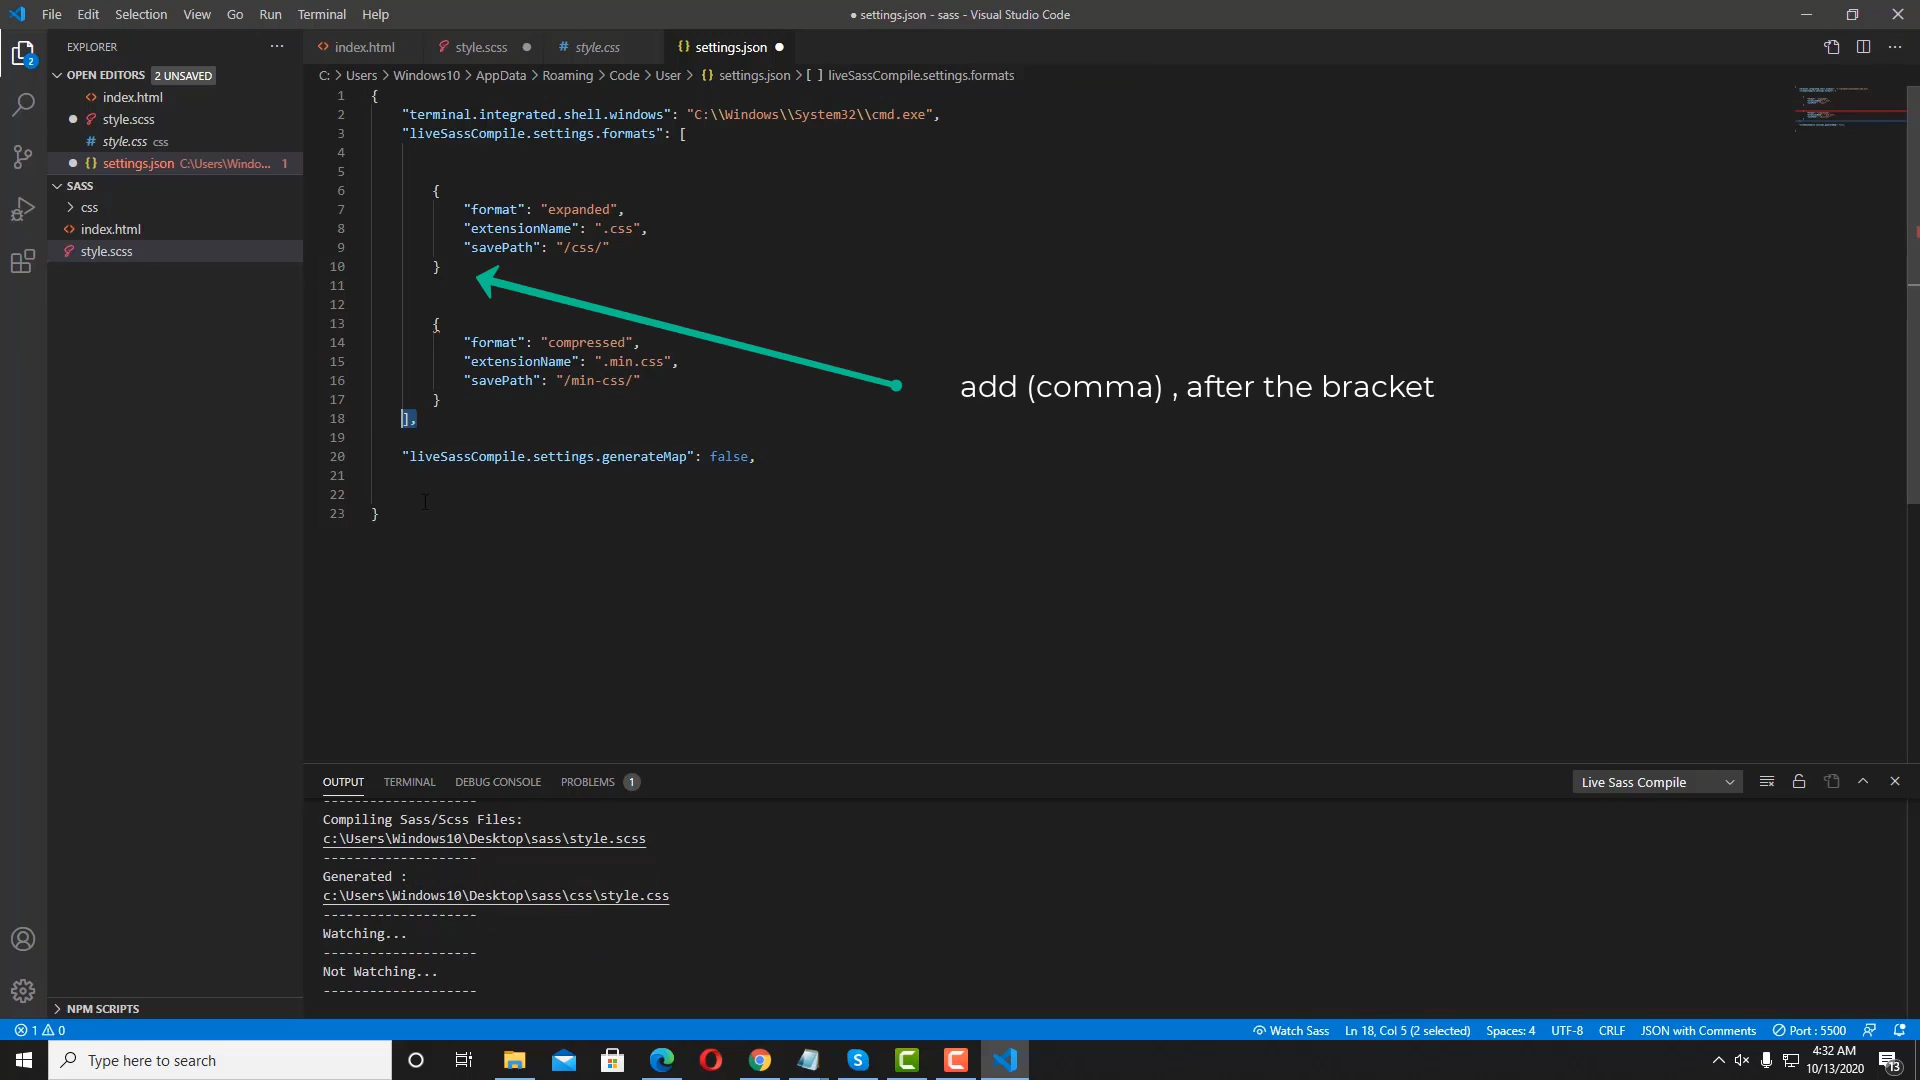 File Edit Selection View Go Run Terminal Help
● settings.json - sass - Visual Studio Code
EXPLORER
index.html style.scss style.css settings.json
2
OPEN EDITORS 2 UNSAVED
index.html
style.scss
style.css css
settings.json C:\Users\Windo... 1
SASS
css
index.html
style.scss
NPM SCRIPTS
C: > Users > Windows10 > AppData > Roaming > Code > User > {} settings.json > [ ] liveSassCompile.settings.formats
1 {
2 "terminal.integrated.shell.windows": "C:\\Windows\\System32\\cmd.exe",
3 "liveSassCompile.settings.formats": [
4
5
6 {
7 "format": "expanded",
8 "extensionName": ".css",
9 "savePath": "/css/"
10 }
11
12
13 {
14 "format": "compressed",
15 "extensionName": ".min.css",
16 "savePath": "/min-css/"
17 }
18 ],
19
20 "liveSassCompile.settings.generateMap": false,
21
22
23 }
add (comma) , after the bracket
OUTPUT TERMINAL DEBUG CONSOLE PROBLEMS 1
Live Sass Compile
--------------------
Compiling Sass/Scss Files:
c:\Users\Windows10\Desktop\sass\style.scss
--------------------
Generated :
c:\Users\Windows10\Desktop\sass\css\style.css
--------------------
Watching...
--------------------
Not Watching...
--------------------
1 0
Watch Sass Ln 18, Col 5 (2 selected) Spaces: 4 UTF-8 CRLF JSON with Comments Port : 5500
Type here to search
4:32 AM
10/13/2020
13